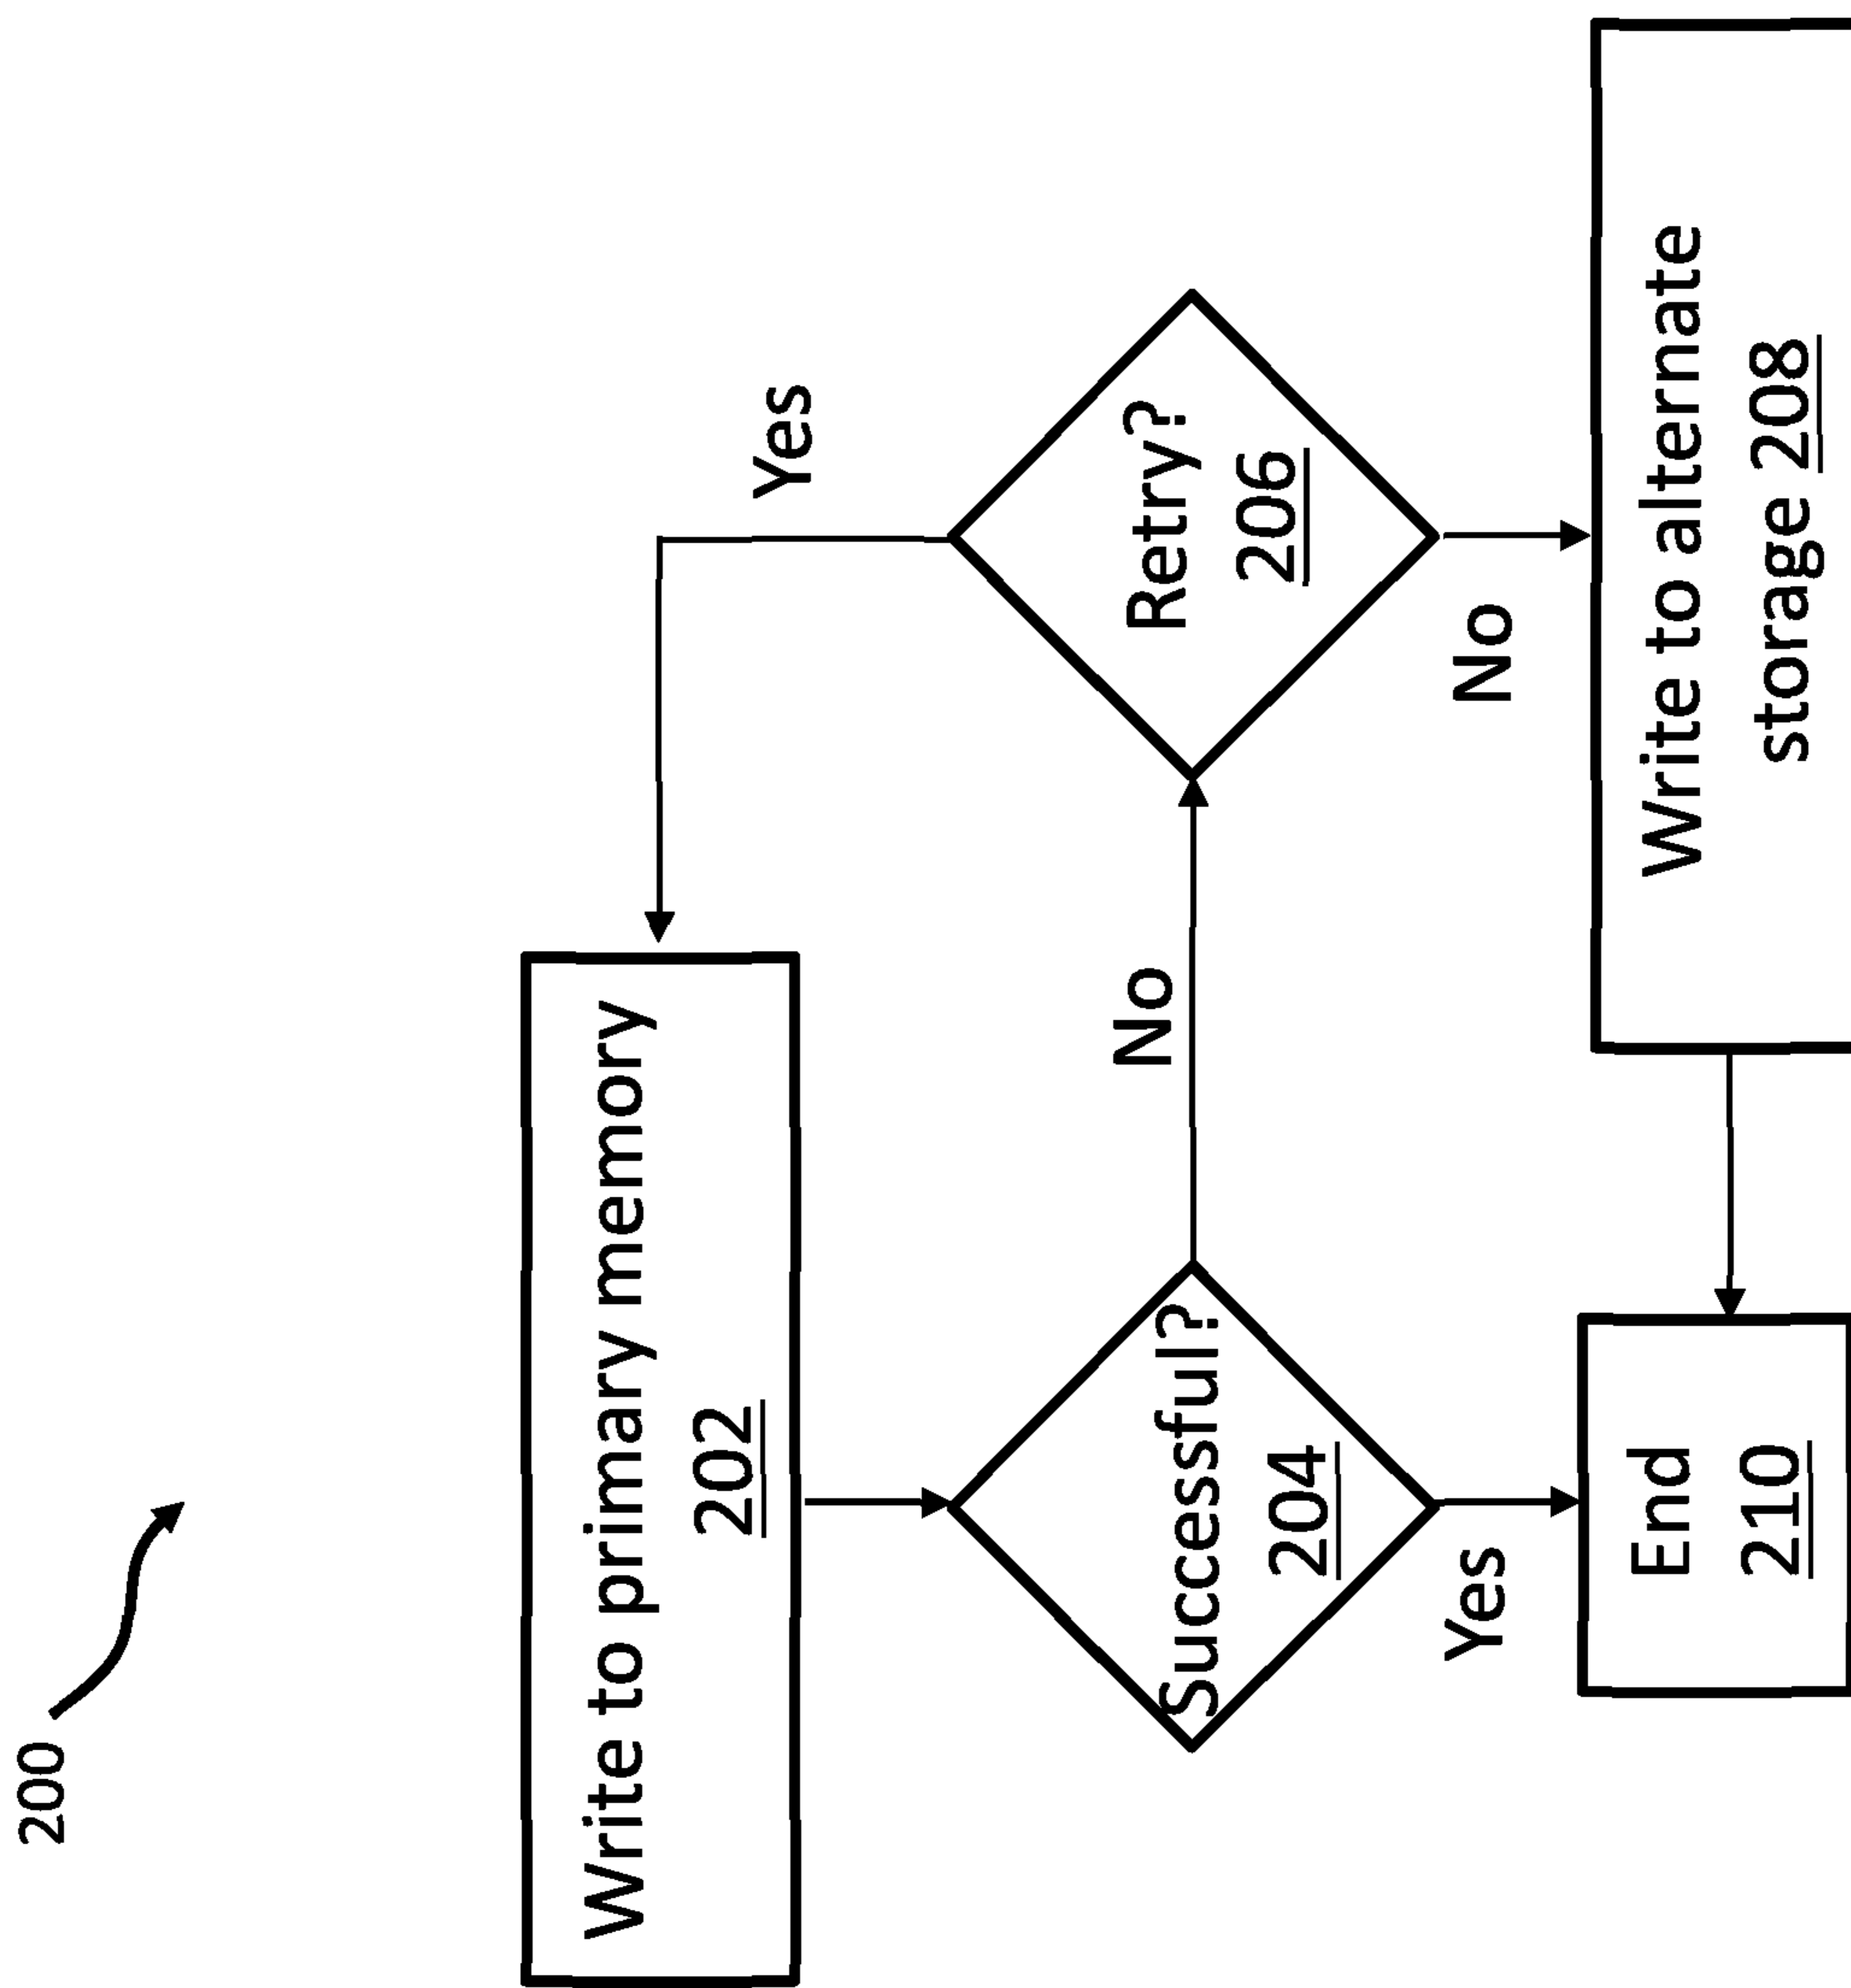 200
Write to primary memory
202
Yes
Successful?
204
No
Retry?
206
Yes
No
End
210
Write to alternate
storage 208